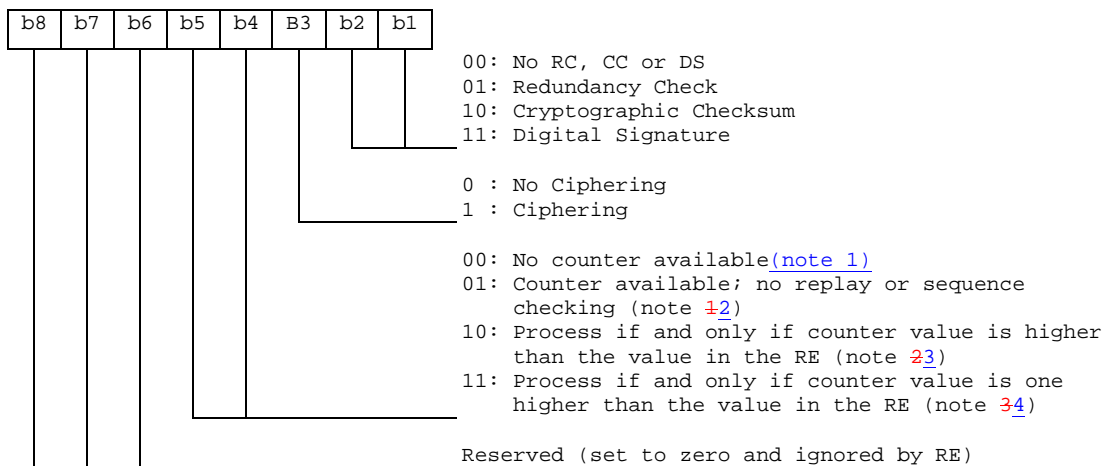 b8 b7 b6 b5 b4 B3 b2 b1
00: No RC, CC or DS
01: Redundancy Check
10: Cryptographic Checksum
11: Digital Signature
0 : No Ciphering
1 : Ciphering
00: No counter available(note 1)
01: Counter available; no replay or sequence
checking (note 12)
10: Process if and only if counter value is higher
than the value in the RE (note 23)
11: Process if and only if counter value is one
higher than the value in the RE (note 34)
Reserved (set to zero and ignored by RE)